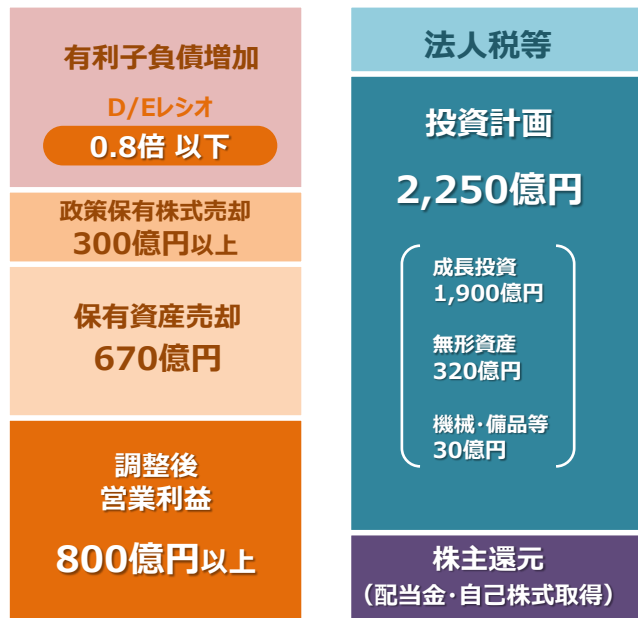 有利子負債増加
D/Eレシオ
0.8倍 以下
政策保有株式売却
300億円以上
保有資産売却
670億円
調整後
営業利益
800億円以上
法人税等
投資計画
2,250億円
成長投資
1,900億円
無形資産
320億円
機械・備品等
30億円
株主還元
（配当金・自己株式取得）